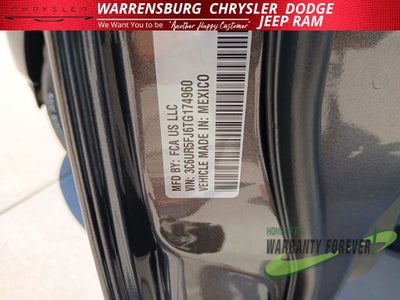 CHRYSLER
WARRENSBURG CHRYSLER DODGE
JEEP RAM
We Want You to be "Another Happy Customer"
MFD BY: FCA US LLC
VIN: 3C6UR5FJ6TG174960
VEHICLE MADE IN: MEXICO
WARRANTY FOREVER